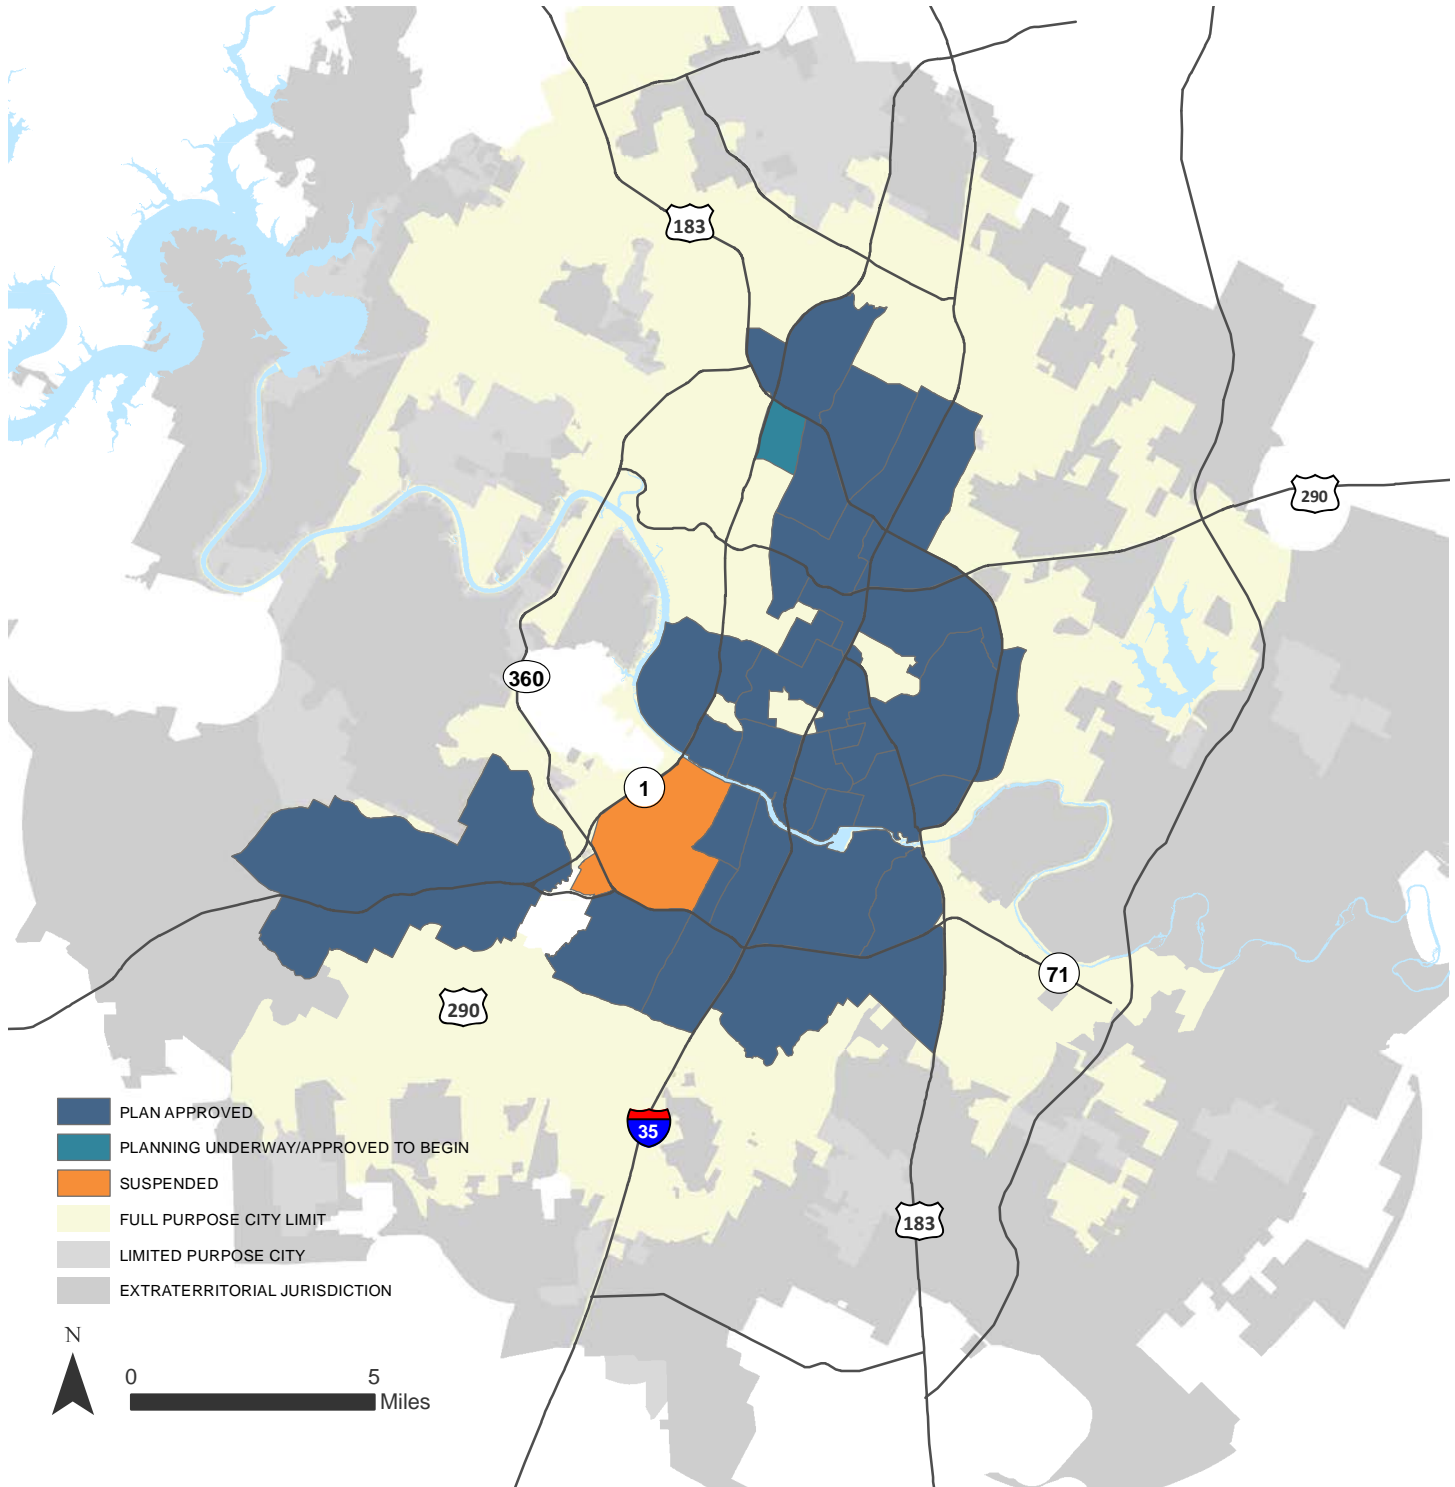 183
290
360
1
71
290
35
183
PLAN APPROVED
PLANNING UNDERWAY/APPROVED TO BEGIN
SUSPENDED
FULL PURPOSE CITY LIMIT
LIMITED PURPOSE CITY
EXTRATERRITORIAL JURISDICTION
N
0 5
Miles